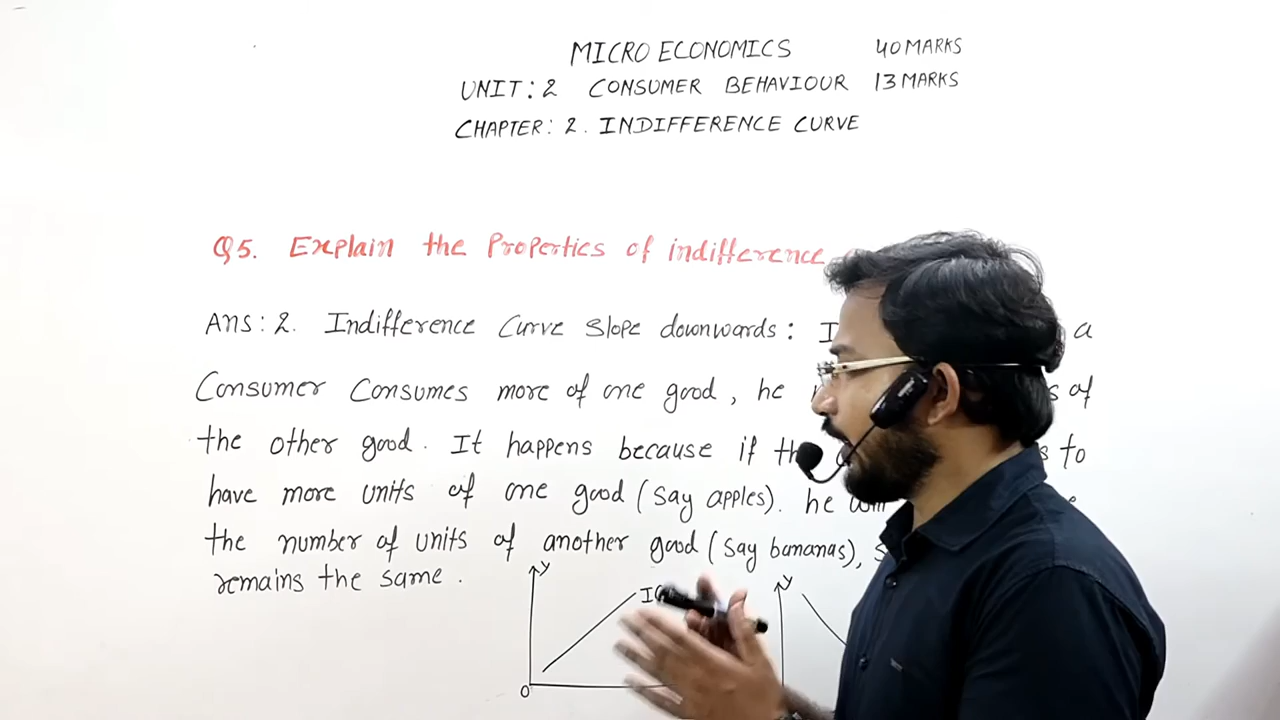 MICRO ECONOMICS 40 MARKS
UNIT: 2 CONSUMER BEHAVIOUR 13 MARKS
CHAPTER: 2. INDIFFERENCE CURVE
Q5. Explain the Properties of indifference
Ans: 2. Indifference Curve Slope downwards: a
Consumer Consumes more of one good, he of
the other good. It happens because if to
have more units of one good (say apples). he
the number of units of another good (say bananas),
remains the same.
Y Y
O